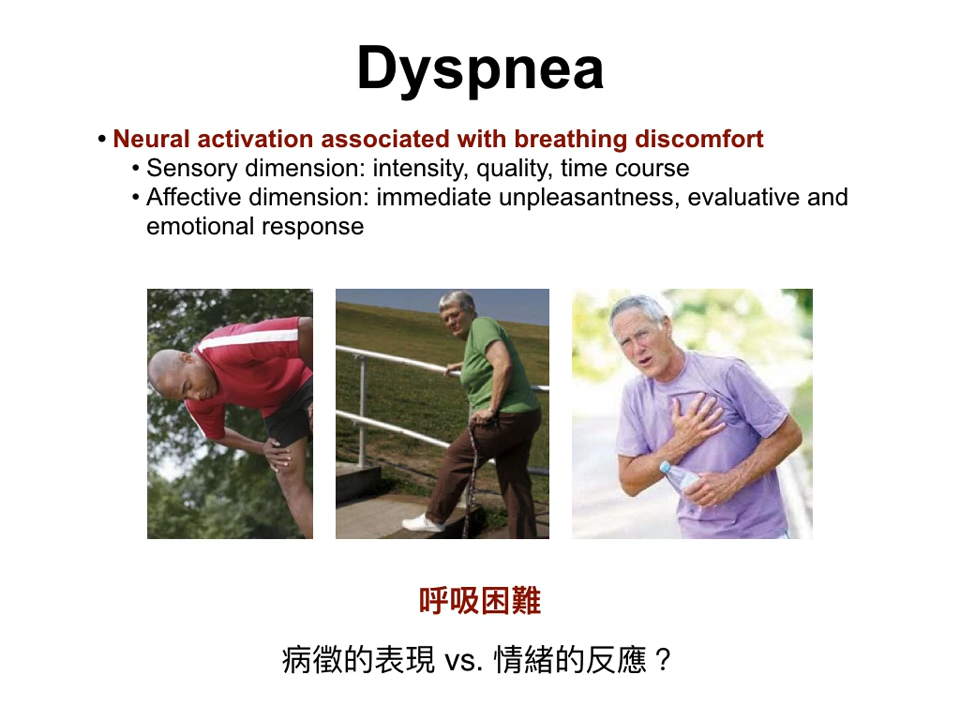 Dyspnea
• Neural activation associated with breathing discomfort
• Sensory dimension: intensity, quality, time course
• Affective dimension: immediate unpleasantness, evaluative and
emotional response
呼吸困難
病徵的表現 vs. 情緒的反應？